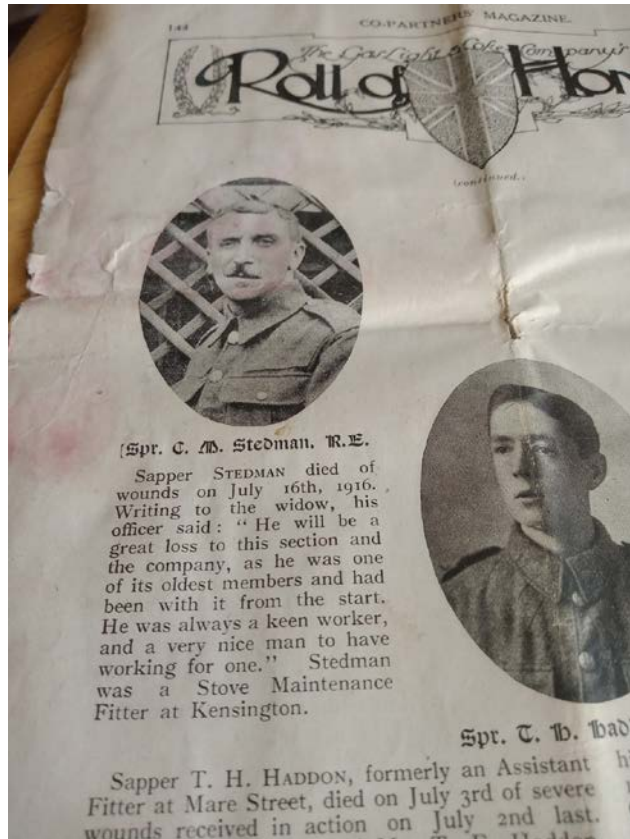 144
CO-PARTNERS' MAGAZINE.
The Gas Light & Coke Company's
Roll of
(continued.)
Spr. C. M. Stedman. R.E.
Sapper STEDMAN died of
wounds on July 16th, 1916.
Writing to the widow, his
officer said: "He will be a
great loss to this section and
the company, as he was one
of its oldest members and had
been with it from the start.
He was always a keen worker,
and a very nice man to have
working for one." Stedman
was a Stove Maintenance
Fitter at Kensington.
Spr. T. H.
Sapper T. H. HADDON, formerly an Assistant
Fitter at Mare Street, died on July 3rd of severe
wounds received in action on July 2nd last.